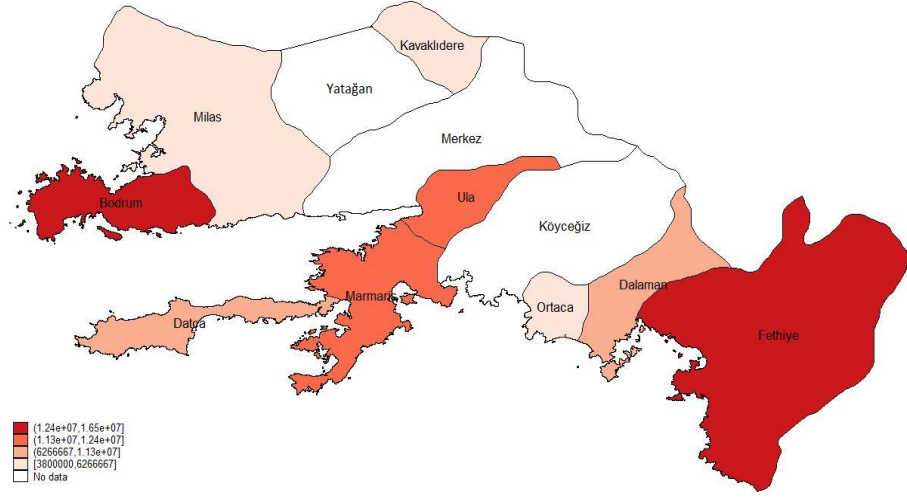 Kavaklıdere
Yatağan
Milas
Merkez
Bodrum
Ula
Köyceğiz
Dalaman
Marmaris
Ortaca
Datça
Fethiye
(1.24e+07,1.65e+07]
(1.13e+07,1.24e+07]
(6266667,1.13e+07]
[3800000,6266667]
No data